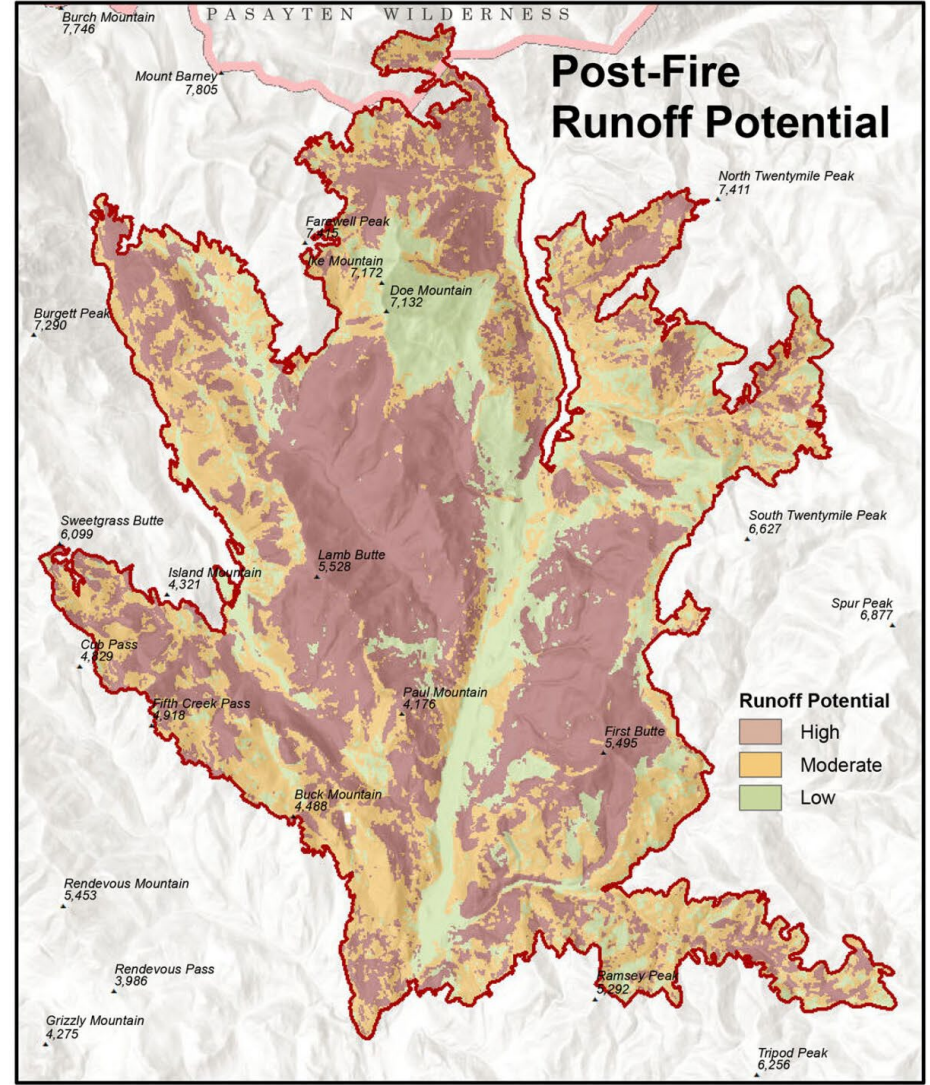 PASAYTEN WILDERNESS
Burch Mountain
7,746
Post-Fire
Runoff Potential
Mount Barney
7,805
North Twentymile Peak
7,411
Farewell Peak
Ike Mountain
7,172
Doe Mountain
7,132
Burgett Peak
7,290
Sweetgrass Butte
6,099
South Twentymile Peak
6,627
Lamb Butte
5,528
Island Mountain
4,321
Spur Peak
6,877
Cub Pass
4,829
Paul Mountain
4,176
Fifth Creek Pass
4,918
First Butte
5,495
Runoff Potential
High
Moderate
Low
Buck Mountain
4,488
Rendevous Mountain
5,453
Rendevous Pass
3,986
Ramsey Peak
5,292
Grizzly Mountain
4,275
Tripod Peak
6,256